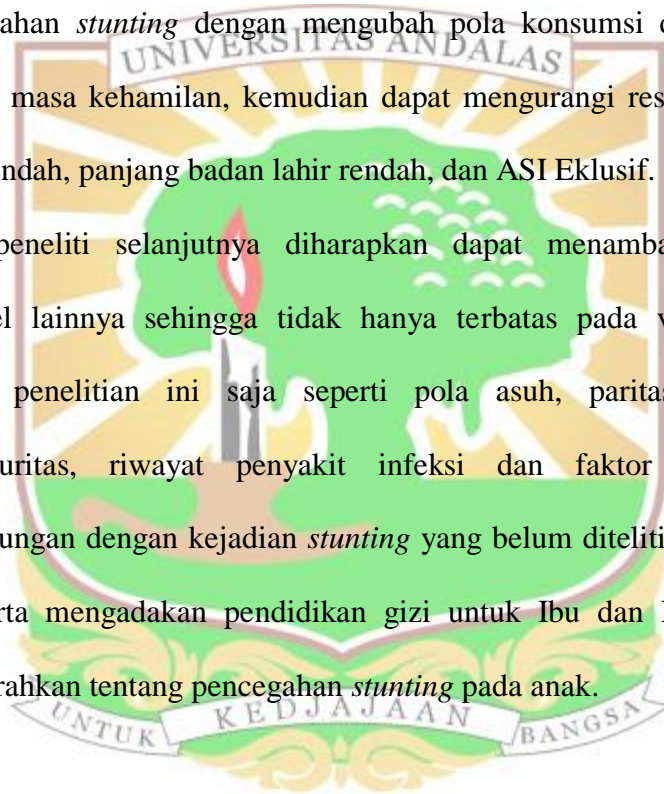 ahan stunting dengan mengubah pola konsumsi d
UNIVERSITAS ANDALAS
masa kehamilan, kemudian dapat mengurangi res
endah, panjang badan lahir rendah, dan ASI Eklusif.
peneliti selanjutnya diharapkan dapat menamba
el lainnya sehingga tidak hanya terbatas pada v
penelitian ini saja seperti pola asuh, paritas
uritas, riwayat penyakit infeksi dan faktor
ungan dengan kejadian stunting yang belum diteliti
rta mengadakan pendidikan gizi untuk Ibu dan
rahkan tentang pencegahan stunting pada anak.
UNTUK KEDJAJAAN BANGSA